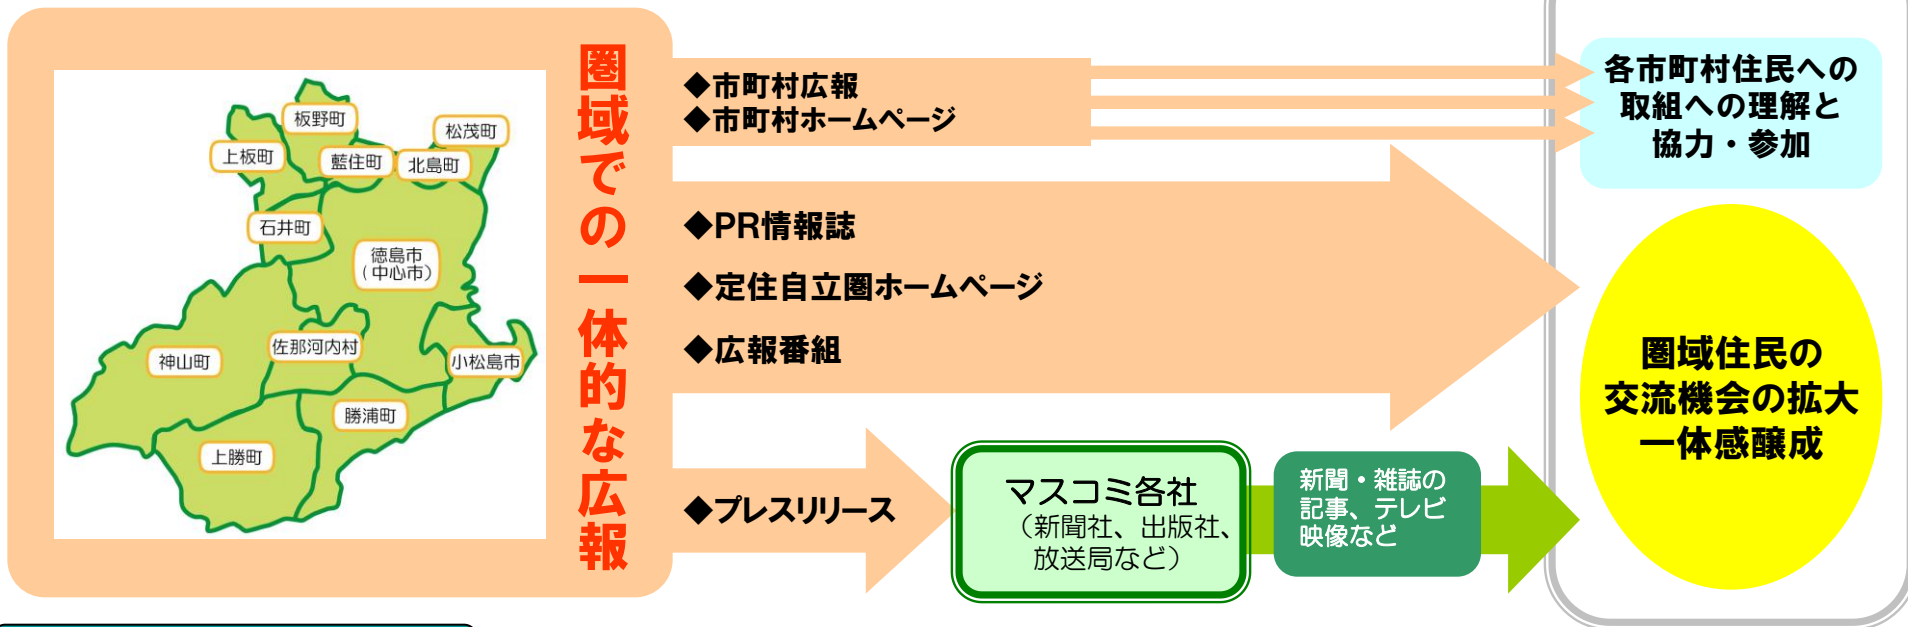 板野町
松茂町
上板町
藍住町
北島町
石井町
徳島市
（中心市）
佐那河内村
神山町
小松島市
勝浦町
上勝町
圏域での一体的な広報
◆市町村広報
◆市町村ホームページ
◆PR情報誌
◆定住自立圏ホームページ
◆広報番組
◆プレスリリース
マスコミ各社
（新聞社、出版社、
放送局など）
新聞・雑誌の
記事、テレビ
映像など
各市町村住民への
取組への理解と
協力・参加
圏域住民の
交流機会の拡大
一体感醸成